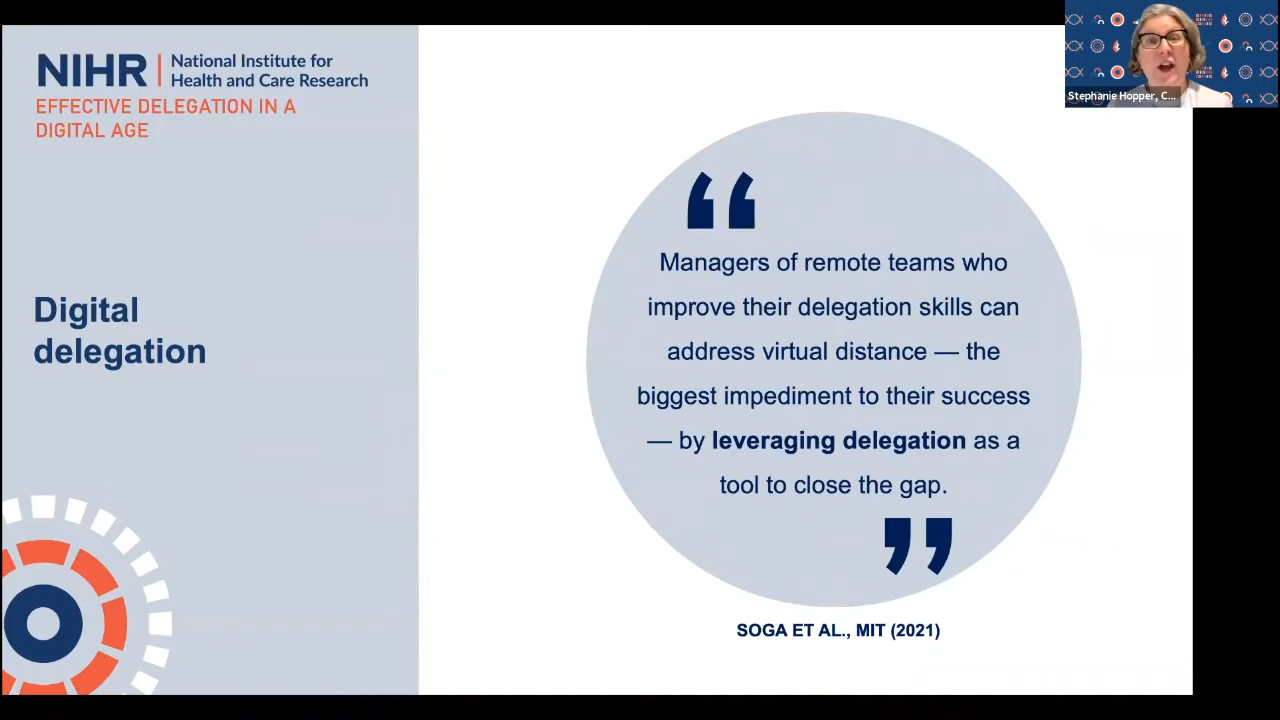 NIHR | National Institute for
Health and Care Research
EFFECTIVE DELEGATION IN A
DIGITAL AGE
Stephanie Hopper, C...
Digital
delegation
“
Managers of remote teams who
improve their delegation skills can
address virtual distance — the
biggest impediment to their success
— by leveraging delegation as a
tool to close the gap.
”
SOGA ET AL., MIT (2021)